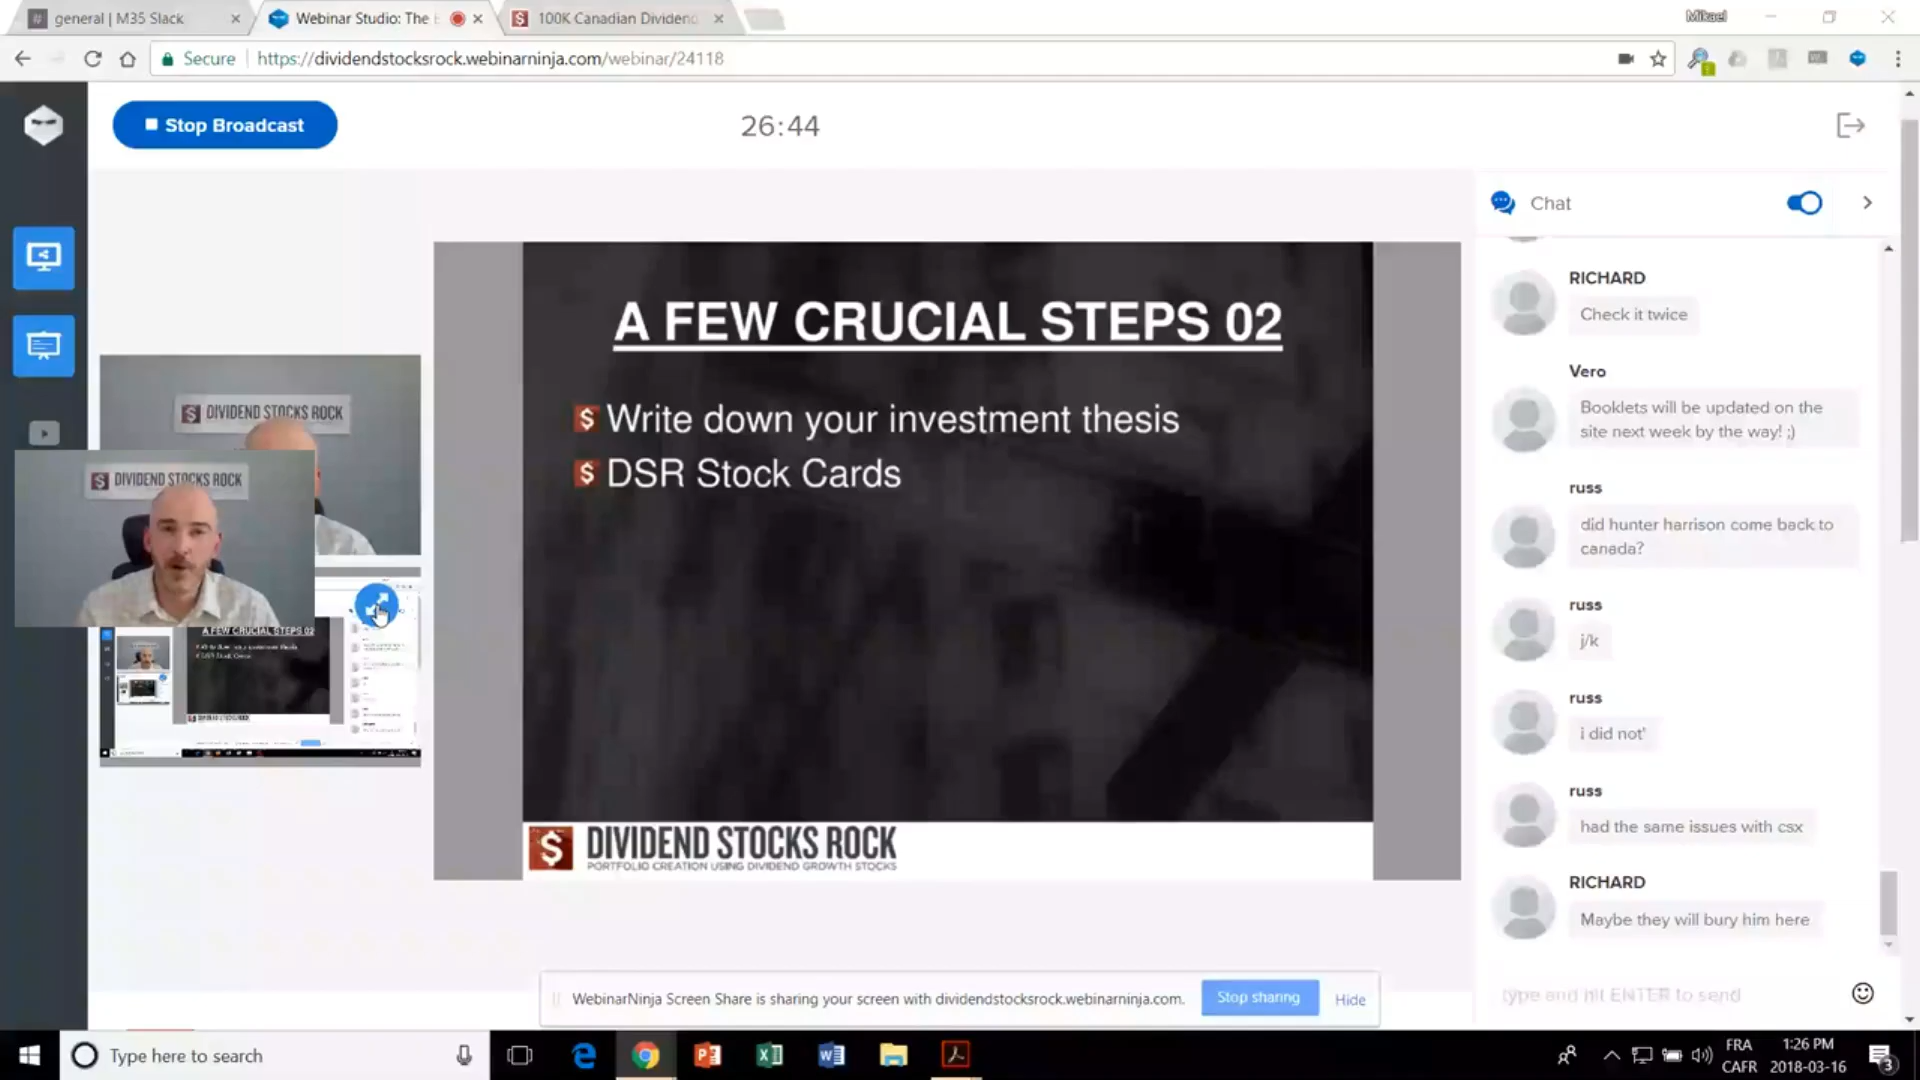 general | M35 Slack
Webinar Studio: The E
100K Canadian Dividend
Mikael
Secure
https://dividendstocksrock.webinarninja.com/webinar/24118
Stop Broadcast
26:44
Chat
RICHARD
Check it twice
Vero
Booklets will be updated on the
site next week by the way! ;)
russ
did hunter harrison come back to
canada?
russ
j/k
russ
i did not'
russ
had the same issues with csx
RICHARD
Maybe they will bury him here
type and hit ENTER to send
DIVIDEND STOCKS ROCK
DIVIDEND STOCKS ROCK
A FEW CRUCIAL STEPS 02
A FEW CRUCIAL STEPS 02
Write down your investment thesis
DSR Stock Cards
DIVIDEND STOCKS ROCK
PORTFOLIO CREATION USING DIVIDEND GROWTH STOCKS
WebinarNinja Screen Share is sharing your screen with dividendstocksrock.webinarninja.com.
Stop sharing
Hide
Type here to search
FRA
CAFR
1:26 PM
2018-03-16
3